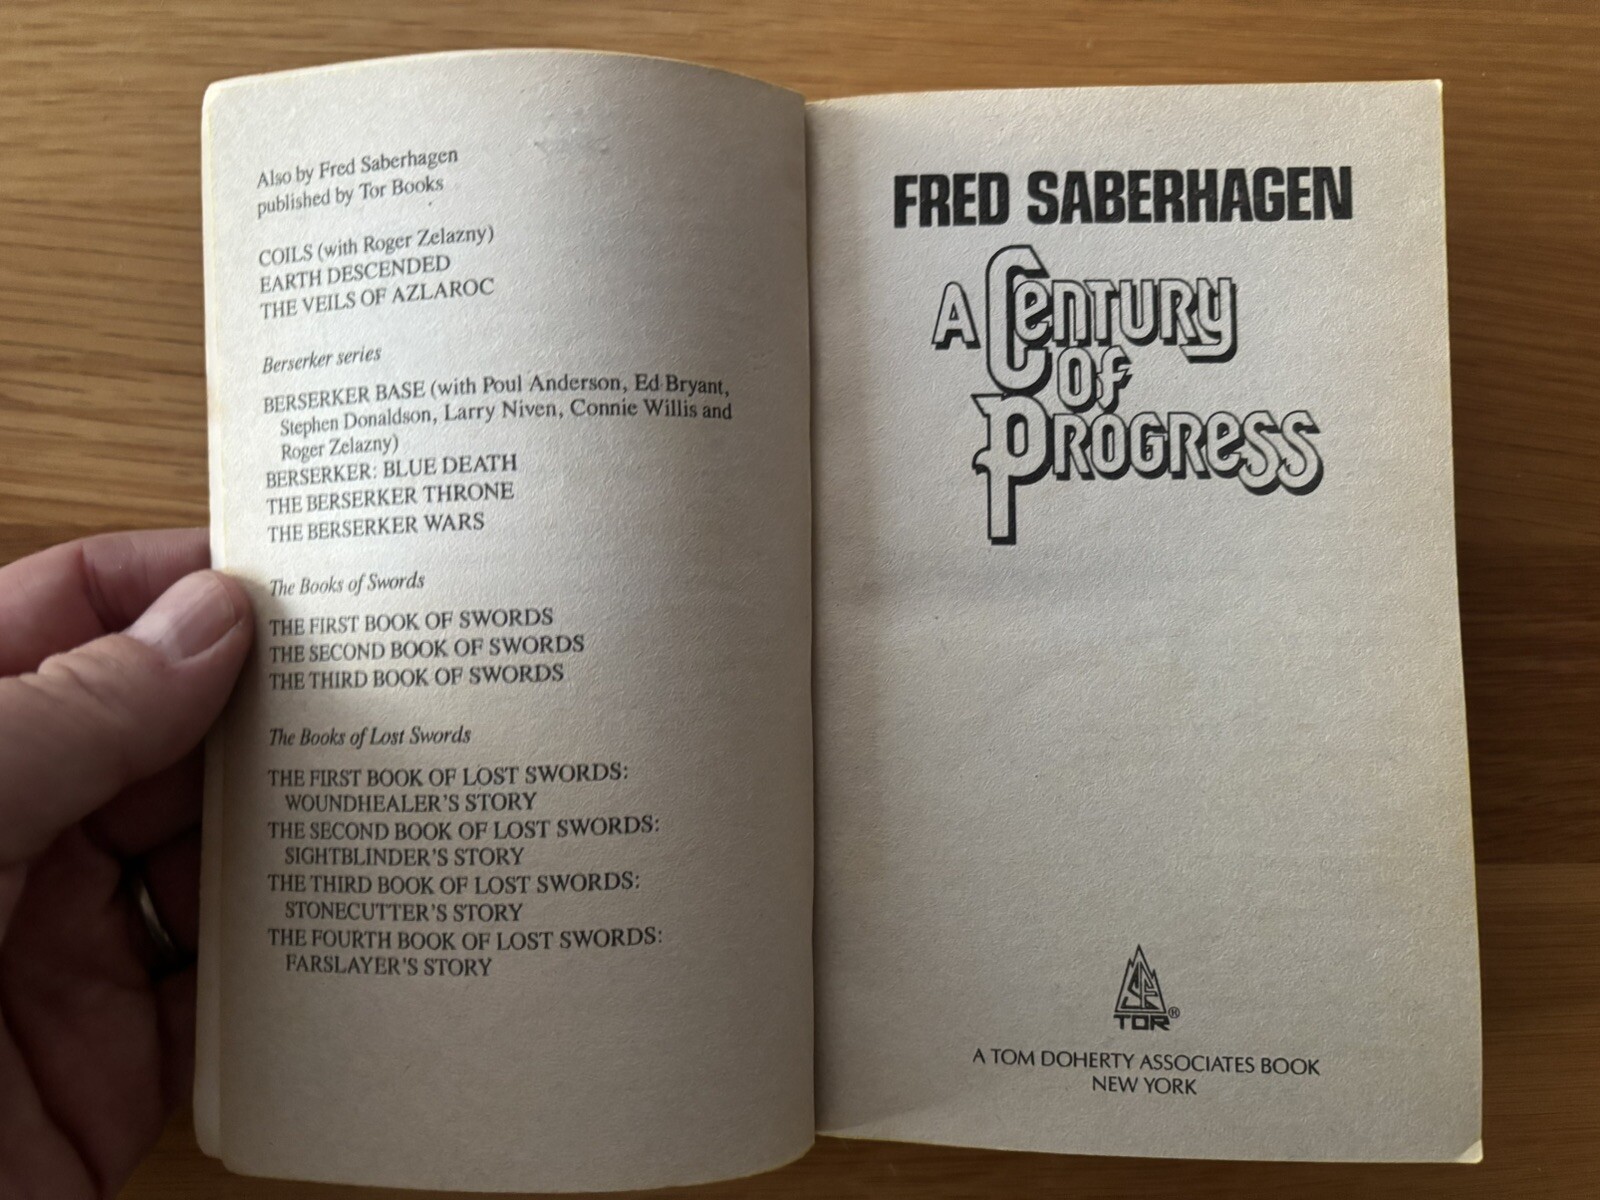 Also by Fred Saberhagen
published by Tor Books
COILS (with Roger Zelazny)
EARTH DESCENDED
THE VEILS OF AZLAROC
Berserker series
BERSERKER BASE (with Poul Anderson, Ed Bryant,
Stephen Donaldson, Larry Niven, Connie Willis and
Roger Zelazny)
BERSERKER: BLUE DEATH
THE BERSERKER THRONE
THE BERSERKER WARS
The Books of Swords
THE FIRST BOOK OF SWORDS
THE SECOND BOOK OF SWORDS
THE THIRD BOOK OF SWORDS
The Books of Lost Swords
THE FIRST BOOK OF LOST SWORDS:
WOUNDHEALER'S STORY
THE SECOND BOOK OF LOST SWORDS:
SIGHTBLINDER'S STORY
THE THIRD BOOK OF LOST SWORDS:
STONECUTTER'S STORY
THE FOURTH BOOK OF LOST SWORDS:
FARSLAYER'S STORY
FRED SABERHAGEN
A CENTURY
OF
PROGRESS
SF
TOR®
A TOM DOHERTY ASSOCIATES BOOK
NEW YORK